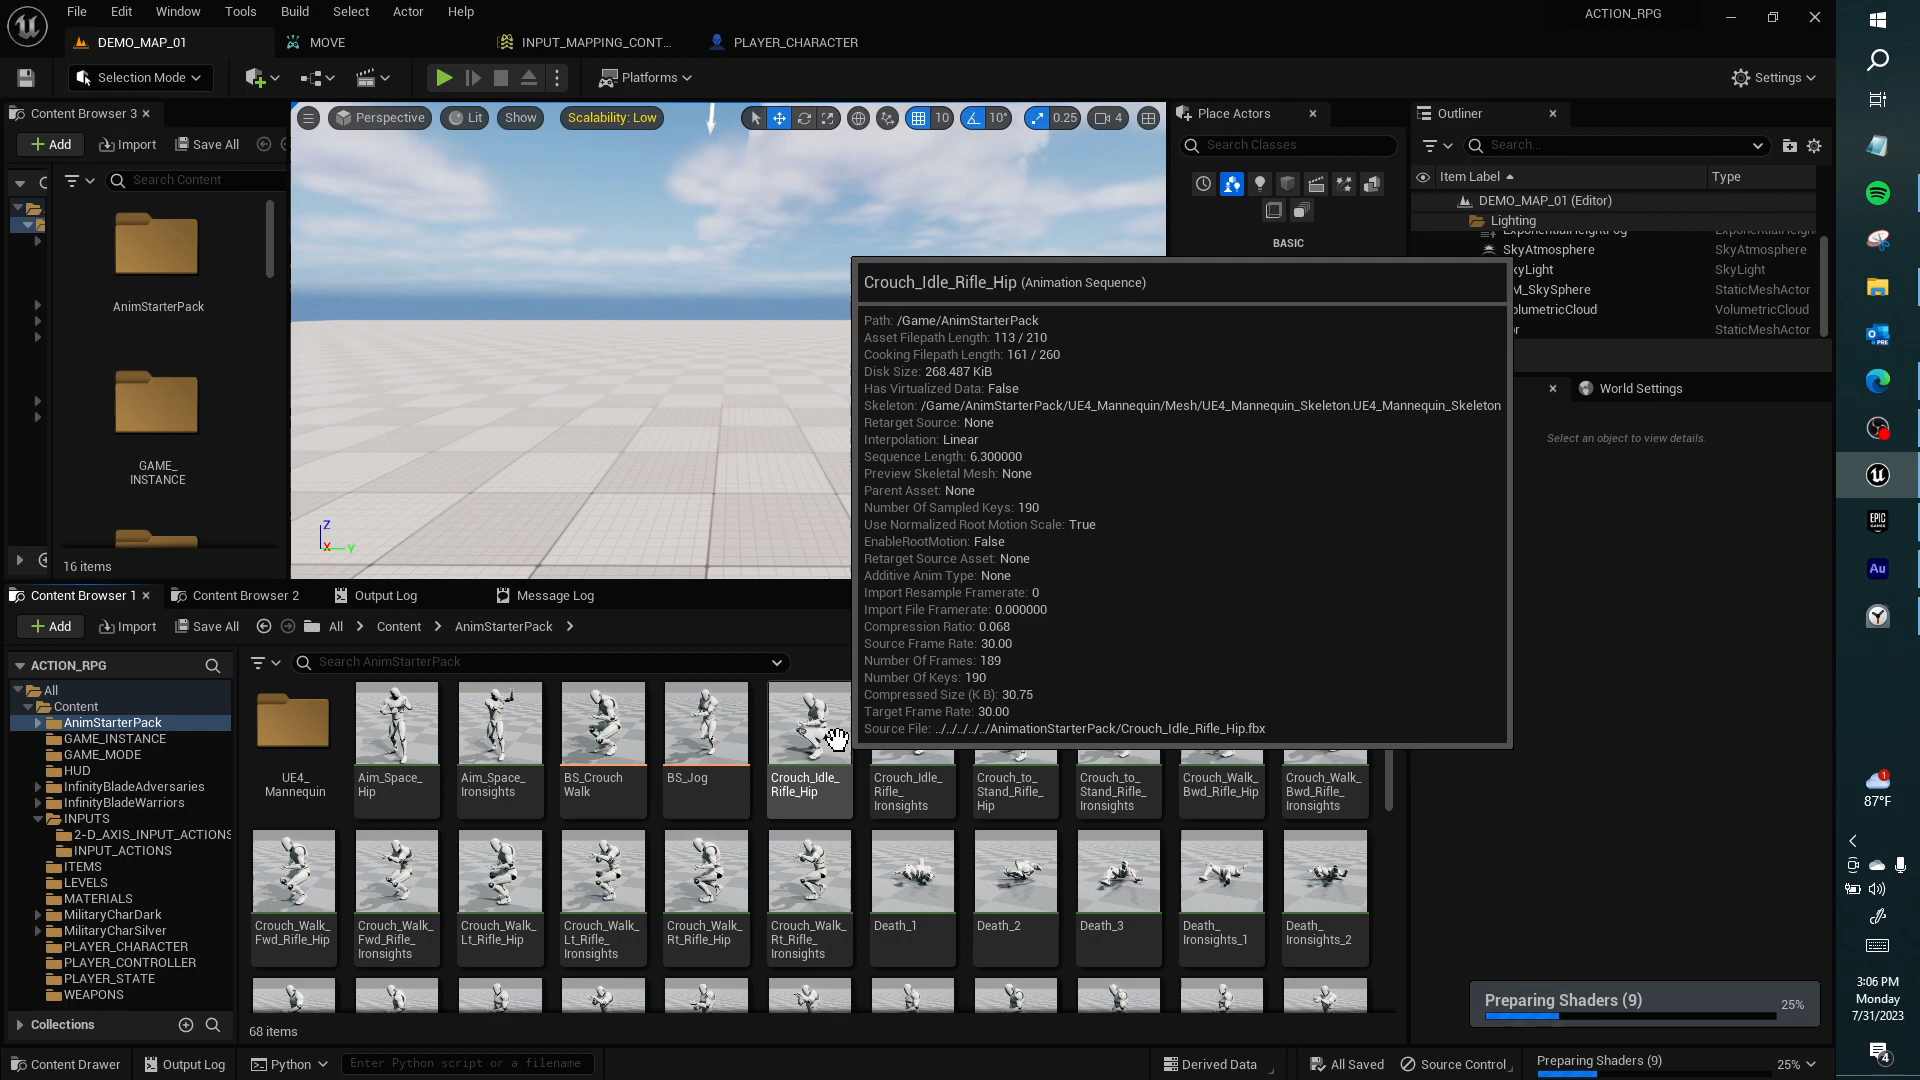 File Edit Window Tools Build Select Actor Help
ACTION_RPG
DEMO_MAP_01
MOVE
INPUT_MAPPING_CONT...
PLAYER_CHARACTER
Selection Mode
Platforms
Settings
Content Browser 3
Add
Import
Save All
Search Content
AnimStarterPack
GAME_
INSTANCE
16 items
Perspective
Lit
Show
Scalability: Low
10
10°
0.25
4
Z
X
Y
Place Actors
Search Classes
BASIC
Outliner
Search...
Item Label
Type
DEMO_MAP_01 (Editor)
Lighting
SkyAtmosphere SkyAtmosphere
kyLight SkyLight
M_SkySphere StaticMeshActor
olumetricCloud VolumetricCloud
or StaticMeshActor
World Settings
Select an object to view details.
Crouch_Idle_Rifle_Hip (Animation Sequence)
Path: /Game/AnimStarterPack
Asset Filepath Length: 113 / 210
Cooking Filepath Length: 161 / 260
Disk Size: 268.487 KiB
Has Virtualized Data: False
Skeleton: /Game/AnimStarterPack/UE4_Mannequin/Mesh/UE4_Mannequin_Skeleton.UE4_Mannequin_Skeleton
Retarget Source: None
Interpolation: Linear
Sequence Length: 6.300000
Preview Skeletal Mesh: None
Parent Asset: None
Number Of Sampled Keys: 190
Use Normalized Root Motion Scale: True
EnableRootMotion: False
Retarget Source Asset: None
Additive Anim Type: None
Import Resample Framerate: 0
Import File Framerate: 0.000000
Compression Ratio: 0.068
Source Frame Rate: 30.00
Number Of Frames: 189
Number Of Keys: 190
Compressed Size (K B): 30.75
Target Frame Rate: 30.00
Source File: ../../../../../AnimationStarterPack/Crouch_Idle_Rifle_Hip.fbx
Content Browser 1
Content Browser 2
Output Log
Message Log
Add
Import
Save All
All
Content
AnimStarterPack
ACTION_RPG
Search AnimStarterPack
All
Content
AnimStarterPack
GAME_INSTANCE
GAME_MODE
HUD
InfinityBladeAdversaries
InfinityBladeWarriors
INPUTS
2-D_AXIS_INPUT_ACTIONS
INPUT_ACTIONS
ITEMS
LEVELS
MATERIALS
MilitaryCharDark
MilitaryCharSilver
PLAYER_CHARACTER
PLAYER_CONTROLLER
PLAYER_STATE
WEAPONS
Collections
UE4_
Mannequin
Aim_Space_
Hip
Aim_Space_
Ironsights
BS_Crouch
Walk
BS_Jog
Crouch_Idle_
Rifle_Hip
Crouch_Idle_
Rifle_
Ironsights
Crouch_to_
Stand_Rifle_
Hip
Crouch_to_
Stand_Rifle_
Ironsights
Crouch_Walk_
Bwd_Rifle_Hip
Crouch_Walk_
Bwd_Rifle_
Ironsights
Crouch_Walk_
Fwd_Rifle_Hip
Crouch_Walk_
Fwd_Rifle_
Ironsights
Crouch_Walk_
Lt_Rifle_Hip
Crouch_Walk_
Lt_Rifle_
Ironsights
Crouch_Walk_
Rt_Rifle_Hip
Crouch_Walk_
Rt_Rifle_
Ironsights
Death_1
Death_2
Death_3
Death_
Ironsights_1
Death_
Ironsights_2
68 items
Preparing Shaders (9)
25%
Content Drawer
Output Log
Python
Enter Python script or a filename
Derived Data
All Saved
Source Control
Preparing Shaders (9)
25%
PRE
EPIC
GAMES
Au
1
87°F
3:06 PM
Monday
7/31/2023
4